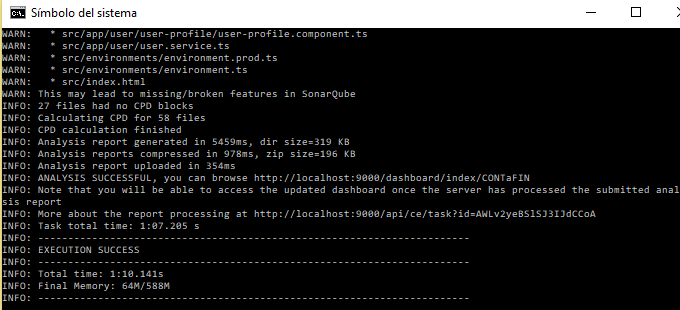 Símbolo del sistema
WARN:   * src/app/user/user-profile/user-profile.component.ts
WARN:   * src/app/user/user.service.ts
WARN:   * src/environments/environment.prod.ts
WARN:   * src/environments/environment.ts
WARN:   * src/index.html
WARN: This may lead to missing/broken features in SonarQube
INFO: 27 files had no CPD blocks
INFO: Calculating CPD for 58 files
INFO: CPD calculation finished
INFO: Analysis report generated in 5459ms, dir size=319 KB
INFO: Analysis reports compressed in 978ms, zip size=196 KB
INFO: Analysis report uploaded in 354ms
INFO: ANALYSIS SUCCESSFUL, you can browse http://localhost:9000/dashboard/index/CONTaFIN
INFO: Note that you will be able to access the updated dashboard once the server has processed the submitted analy
sis report
INFO: More about the report processing at http://localhost:9000/api/ce/task?id=AWLv2yeBSlSJ3IJdCCoA
INFO: Task total time: 1:07.205 s
INFO: ------------------------------------------------------------------------
INFO: EXECUTION SUCCESS
INFO: ------------------------------------------------------------------------
INFO: Total time: 1:10.141s
INFO: Final Memory: 64M/588M
INFO: ------------------------------------------------------------------------